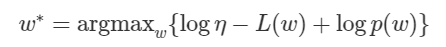 w* = argmax_w{log η − L(w) + log p(w)}